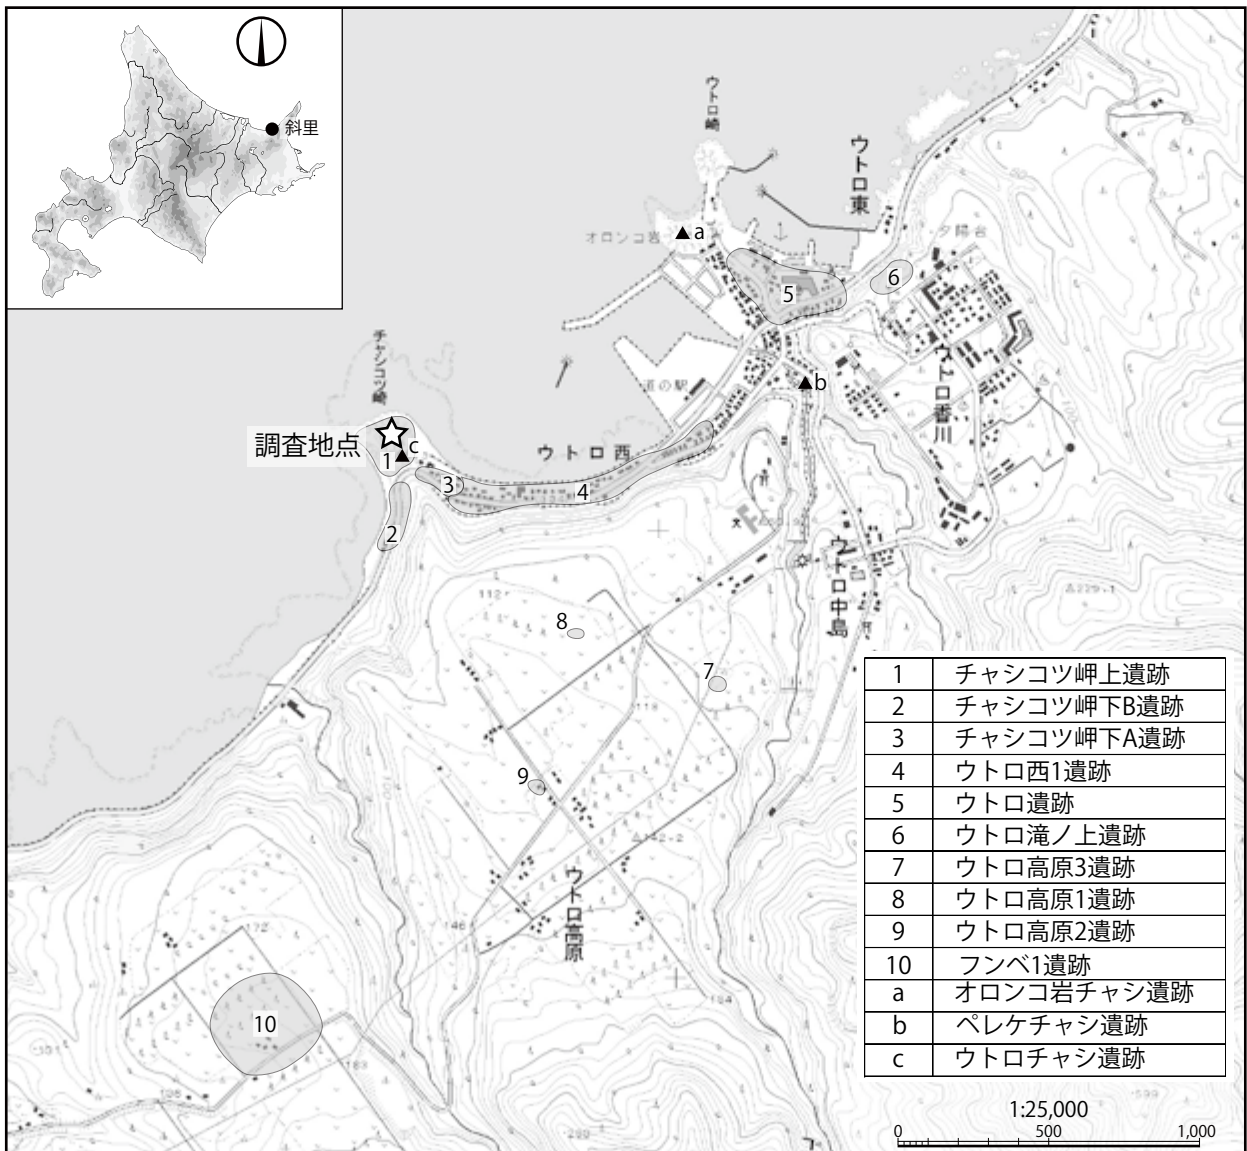 斜里
ウトロ崎
ウトロ東
オロンコ岩
a
夕陽台
6
5
チャシコツ崎
道の駅
b
ウトロ香川
調査地点
c
1
ウトロ西
3
4
2
ウトロ中島
112
8
7
9
ウトロ高原
146
172
10
1 チャシコツ岬上遺跡
2 チャシコツ岬下B遺跡
3 チャシコツ岬下A遺跡
4 ウトロ西1遺跡
5 ウトロ遺跡
6 ウトロ滝ノ上遺跡
7 ウトロ高原3遺跡
8 ウトロ高原1遺跡
9 ウトロ高原2遺跡
10 フンベ1遺跡
a オロンコ岩チャシ遺跡
b ペレケチャシ遺跡
c ウトロチャシ遺跡
1:25,000
0 500 1,000